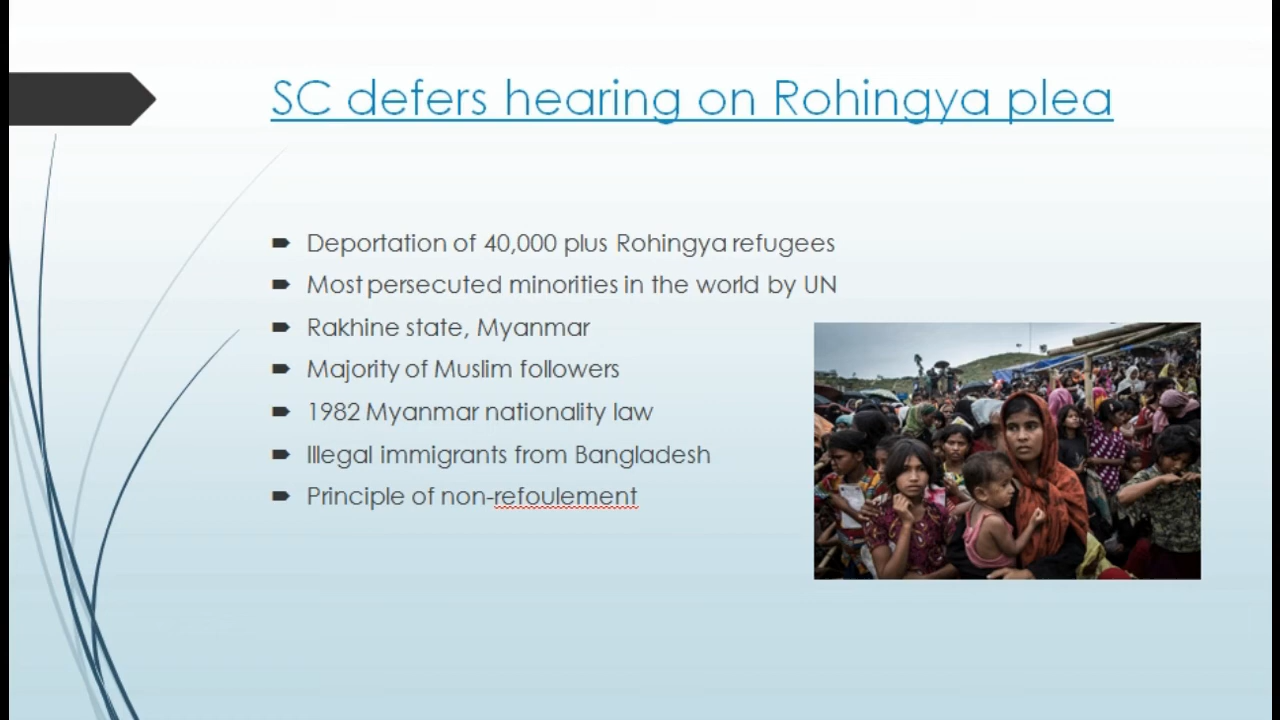 SC defers hearing on Rohingya plea
Deportation of 40,000 plus Rohingya refugees
Most persecuted minorities in the world by UN
Rakhine state, Myanmar
Majority of Muslim followers
1982 Myanmar nationality law
Illegal immigrants from Bangladesh
Principle of non-refoulement